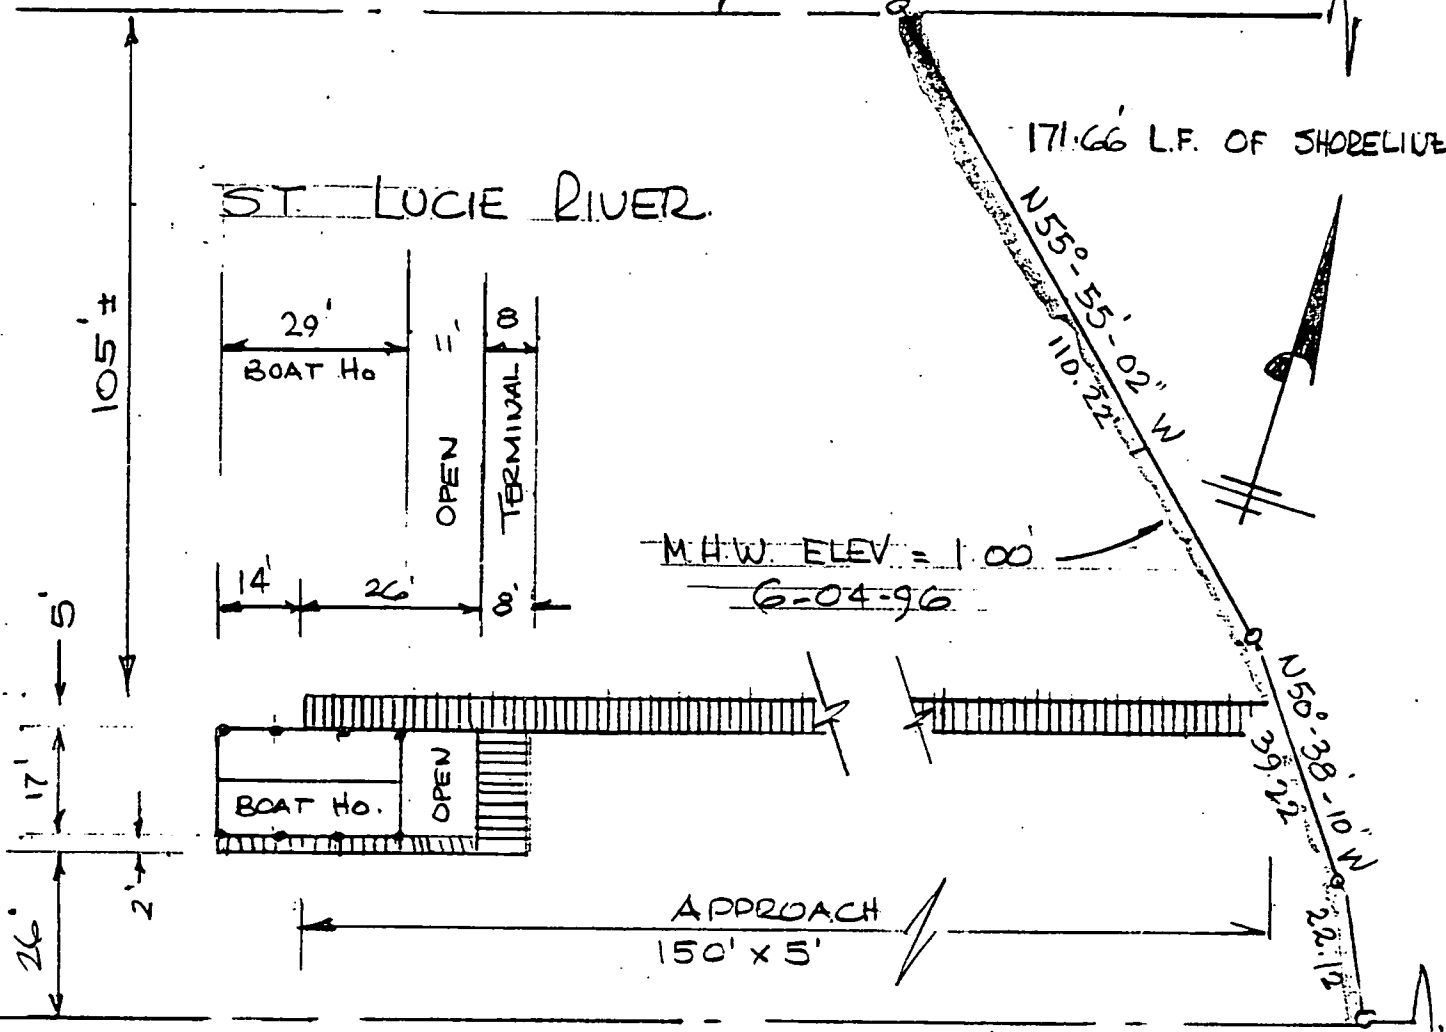 171.66' L.F. OF SHORELINE
ST. LUCIE RIVER.
N55°-55'-02" W
110.22'
105' ±
29'
BOAT HO
11'
OPEN
8
TERMINAL
M.H.W. ELEV = 1.00'
6-04-96
14'
26'
8'
5'
17'
2'
26'
BOAT HO.
OPEN
N50°-38'-10" W
39.22
22.12
APPROACH
150' x 5'